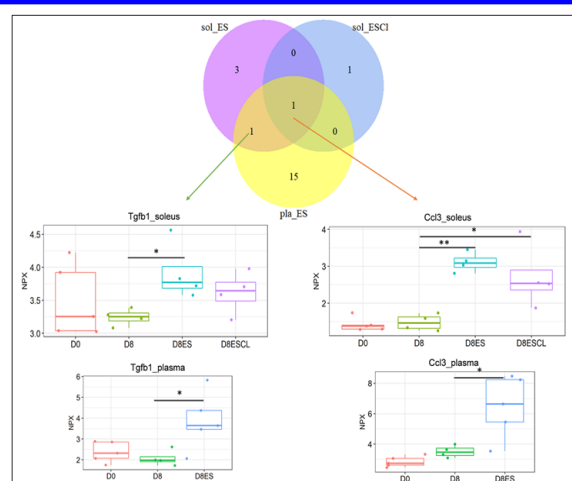 sol_ES sol_ESCl
0
3 1
1
1 0
15
pla_ES
Tgfb1_soleus
4.5
4.0
3.5
3.0
NPX
*
D0 D8 D8ES D8ESCL
Ccl3_soleus
4
3
2
NPX
*
**
D0 D8 D8ES D8ESCL
Tgfb1_plasma
6
5
4
3
2
NPX
*
D0 D8 D8ES
Ccl3_plasma
8
6
4
NPX
*
D0 D8 D8ES